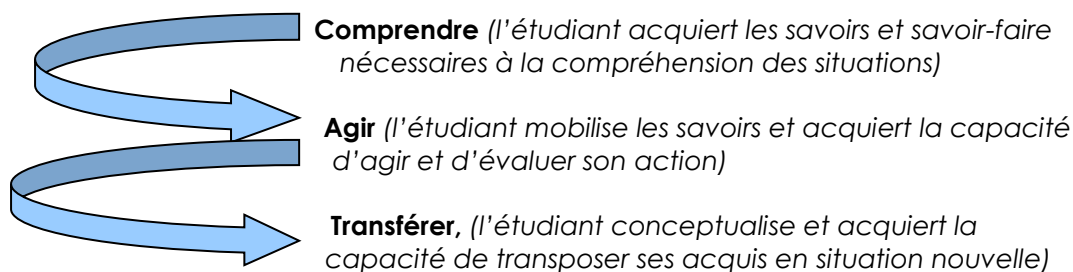 Comprendre (l’étudiant acquiert les savoirs et savoir-faire
nécessaires à la compréhension des situations)
Agir (l’étudiant mobilise les savoirs et acquiert la capacité
d’agir et d’évaluer son action)
Transférer, (l’étudiant conceptualise et acquiert la
capacité de transposer ses acquis en situation nouvelle)